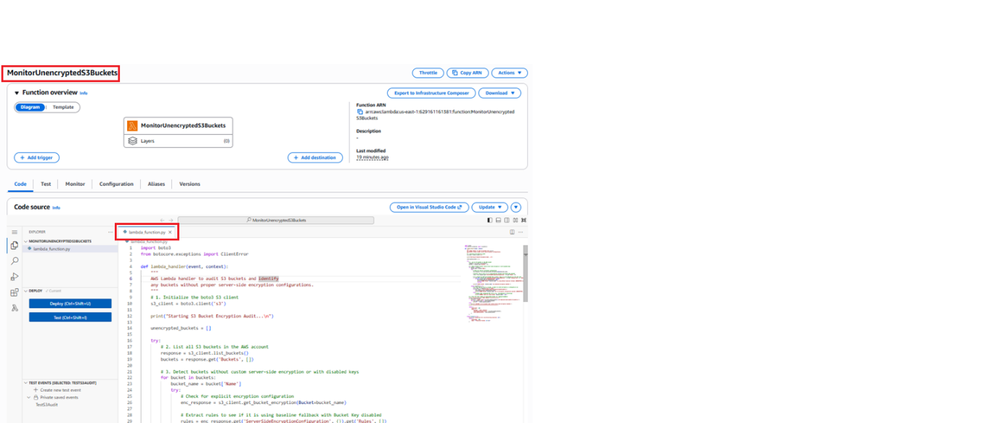 MonitorUnencryptedS3Buckets
Throttle
Copy ARN
Actions
Function overview Info
Export to Infrastructure Composer
Download
Diagram
Template
MonitorUnencryptedS3Buckets
Layers
(0)
Function ARN
arn:aws:lambda:us-east-1:629161161381:function:MonitorUnencrypted
S3Buckets
Description
-
Last modified
19 minutes ago
+ Add trigger
+ Add destination
Code
Test
Monitor
Configuration
Aliases
Versions
Code source Info
Open in Visual Studio Code
Update
MonitorUnencryptedS3Buckets
EXPLORER
lambda_function.py
MONITORUNENCRYPTEDS3BUCKETS
lambda_function.py
lambda_function.py
1 import boto3
2 from botocore.exceptions import ClientError
3
4 def lambda_handler(event, context):
5 """
6 AWS Lambda handler to audit S3 buckets and identify
7 any buckets without proper server-side encryption configurations.
8 """
9 # 1. Initialize the boto3 S3 client
10 s3_client = boto3.client('s3')
11
12 print("Starting S3 Bucket Encryption Audit...\n")
13
14 unencrypted_buckets = []
15
16 try:
17 # 2. List all S3 buckets in the AWS account
18 response = s3_client.list_buckets()
19 buckets = response.get('Buckets', [])
20
21 # 3. Detect buckets without custom server-side encryption or with disabled keys
22 for bucket in buckets:
23 bucket_name = bucket['Name']
24 try:
25 # Check for explicit encryption configuration
26 enc_response = s3_client.get_bucket_encryption(Bucket=bucket_name)
27
28 # Extract rules to see if it is using baseline fallback with Bucket Key disabled
29 rules = enc_response.get('ServerSideEncryptionConfiguration', {}).get('Rules', [])
DEPLOY
Deploy (Ctrl+Shift+U)
Test (Ctrl+Shift+I)
TEST EVENTS [SELECTED: TESTS3AUDIT]
+ Create new test event
Private saved events
TestS3Audit